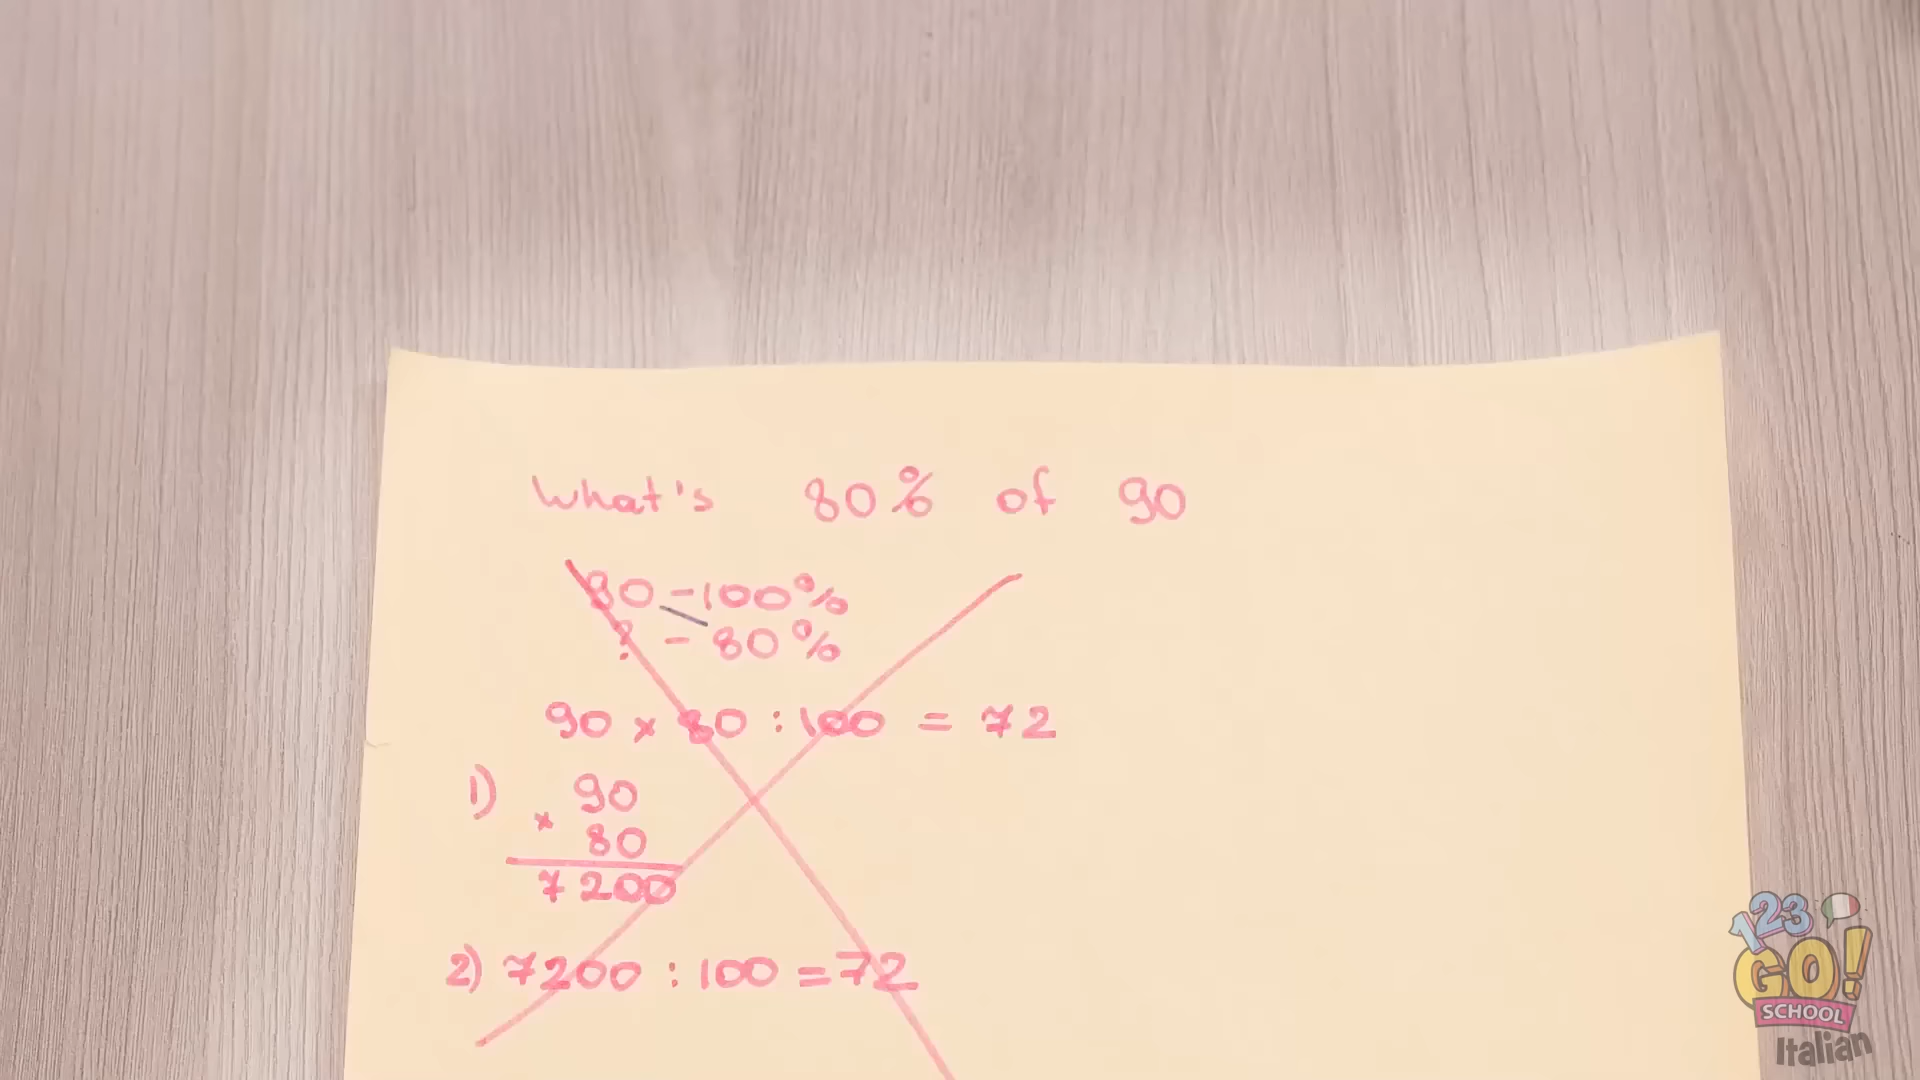 What's 80% of 90
90 - 100%
? - 80%
90 x 80 : 100 = 72
1) 90
x 80
7200
2) 7200 : 100 = 72
123
GO!
SCHOOL
Italian